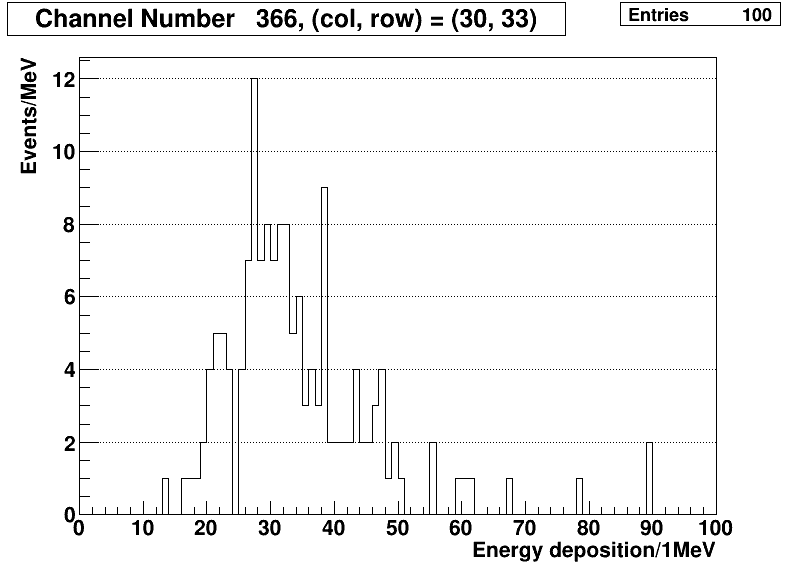 Channel Number   366, (col, row) = (30, 33)
Entries 100
Events/MeV
12
10
8
6
4
2
0
0 10 20 30 40 50 60 70 80 90 100
Energy deposition/1MeV